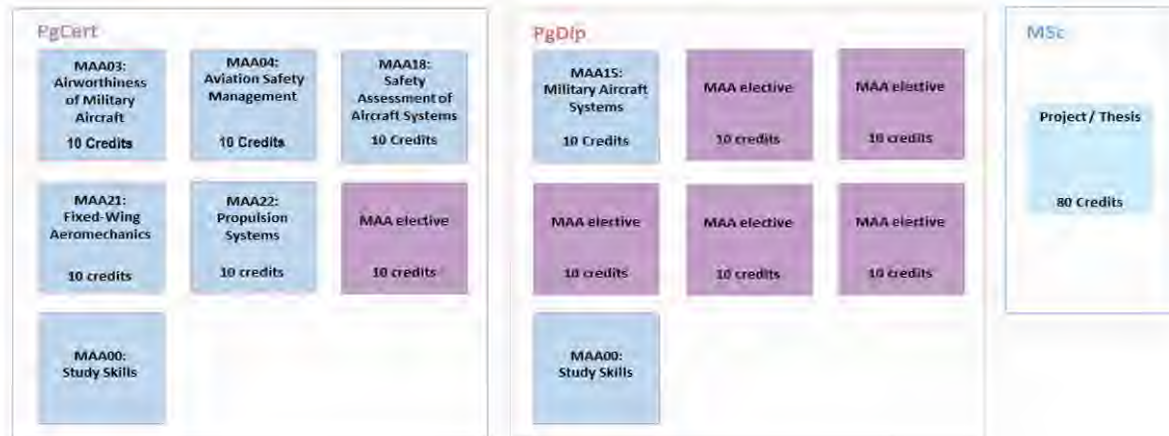 PgCert
MAA03:
Airworthiness
of Military
Aircraft
10 Credits
MAA04:
Aviation Safety
Management
10 Credits
MAA18:
Safety
Assessment of
Aircraft Systems
10 Credits
MAA21:
Fixed-Wing
Aeromechanics
10 credits
MAA22:
Propulsion
Systems
10 credits
MAA elective
10 credits
MAA00:
Study Skills
PgDip
MAA15:
Military Aircraft
Systems
10 Credits
MAA elective
10 credits
MAA elective
10 credits
MAA elective
10 credits
MAA elective
10 credits
MAA elective
10 credits
MAA00:
Study Skills
MSc
Project / Thesis
80 Credits